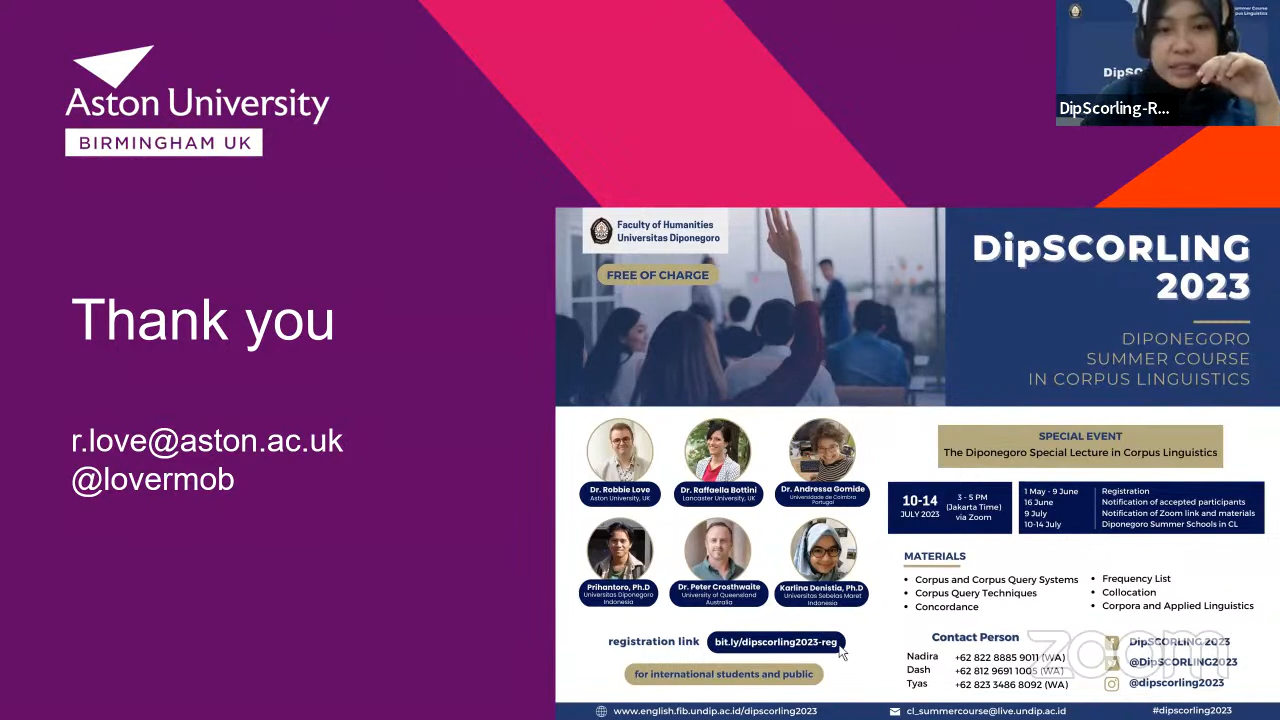 Aston University
BIRMINGHAM UK
Thank you
r.love@aston.ac.uk
@lovermob
Summer Course
Corpus Linguistics
DipSC
DipScorling-R...
Faculty of Humanities
Universitas Diponegoro
FREE OF CHARGE
DipSCORLING
2023
DIPONEGORO
SUMMER COURSE
IN CORPUS LINGUISTICS
Dr. Robbie Love
Aston University, UK
Dr. Raffaella Bottini
Lancaster University, UK
Dr. Andressa Gomide
Universidade de Coimbra
Portugal
Prihantoro, Ph.D
Universitas Diponegoro
Indonesia
Dr. Peter Crosthwaite
University of Queensland
Australia
Karlina Denistia, Ph.D
Universitas Sebelas Maret
Indonesia
registration link bit.ly/dipscorling2023-reg
for international students and public
SPECIAL EVENT
The Diponegoro Special Lecture in Corpus Linguistics
10-14
JULY 2023
3 - 5 PM
(Jakarta Time)
via Zoom
1 May - 9 June Registration
16 June Notification of accepted participants
9 July Notification of Zoom link and materials
10-14 July Diponegoro Summer Schools in CL
MATERIALS
• Corpus and Corpus Query Systems
• Corpus Query Techniques
• Concordance
• Frequency List
• Collocation
• Corpora and Applied Linguistics
Contact Person
Nadira +62 822 8885 9011 (WA)
Dash +62 812 9691 1005 (WA)
Tyas +62 823 3486 8092 (WA)
DipSCORLING 2023
@DipSCORLING2023
@dipscorling2023
zoom
www.english.fib.undip.ac.id/dipscorling2023
cl_summercourse@live.undip.ac.id
#dipscorling2023